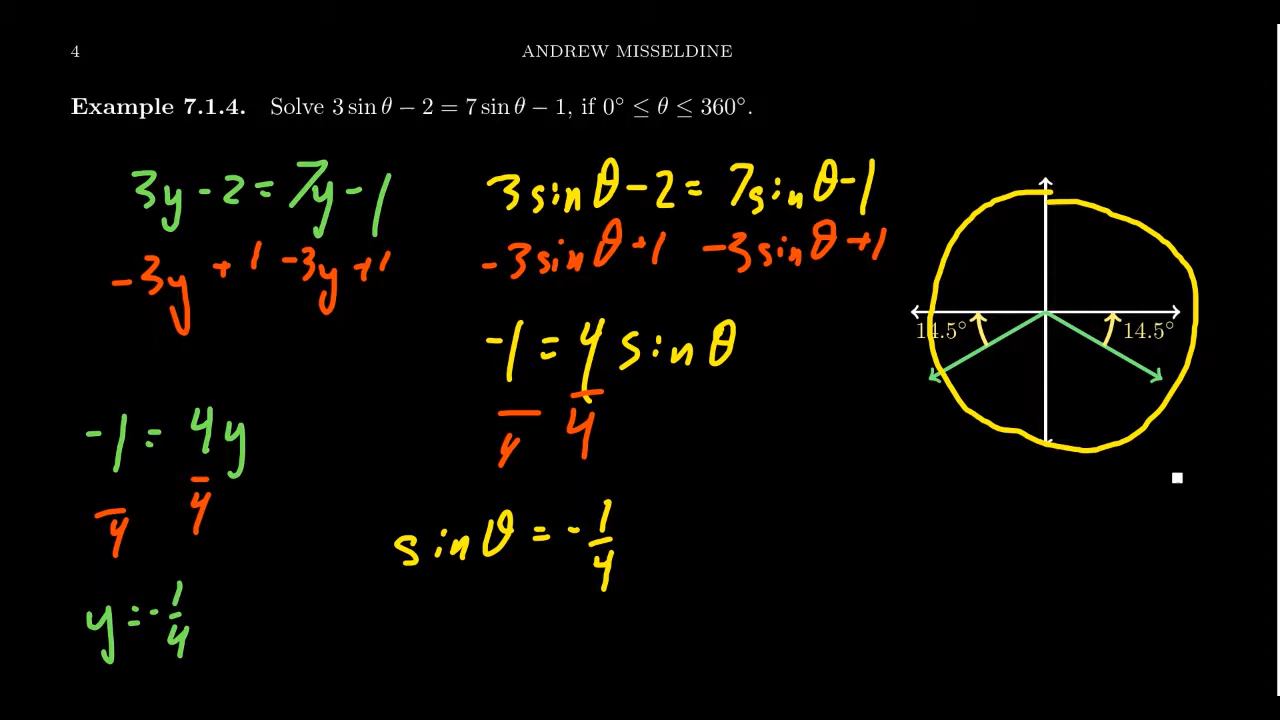 4 ANDREW MISSELDINE
Example 7.1.4. Solve 3 sin θ − 2 = 7 sin θ − 1, if 0° ≤ θ ≤ 360°.
3y - 2 = 7y - 1
-3y + 1 -3y + 1
-1 = 4y
4 4
y = -1/4
3 sin θ - 2 = 7 sin θ - 1
-3 sin θ + 1 -3 sin θ + 1
-1 = 4 sin θ
4 4
sin θ = -1/4
14.5° 14.5°